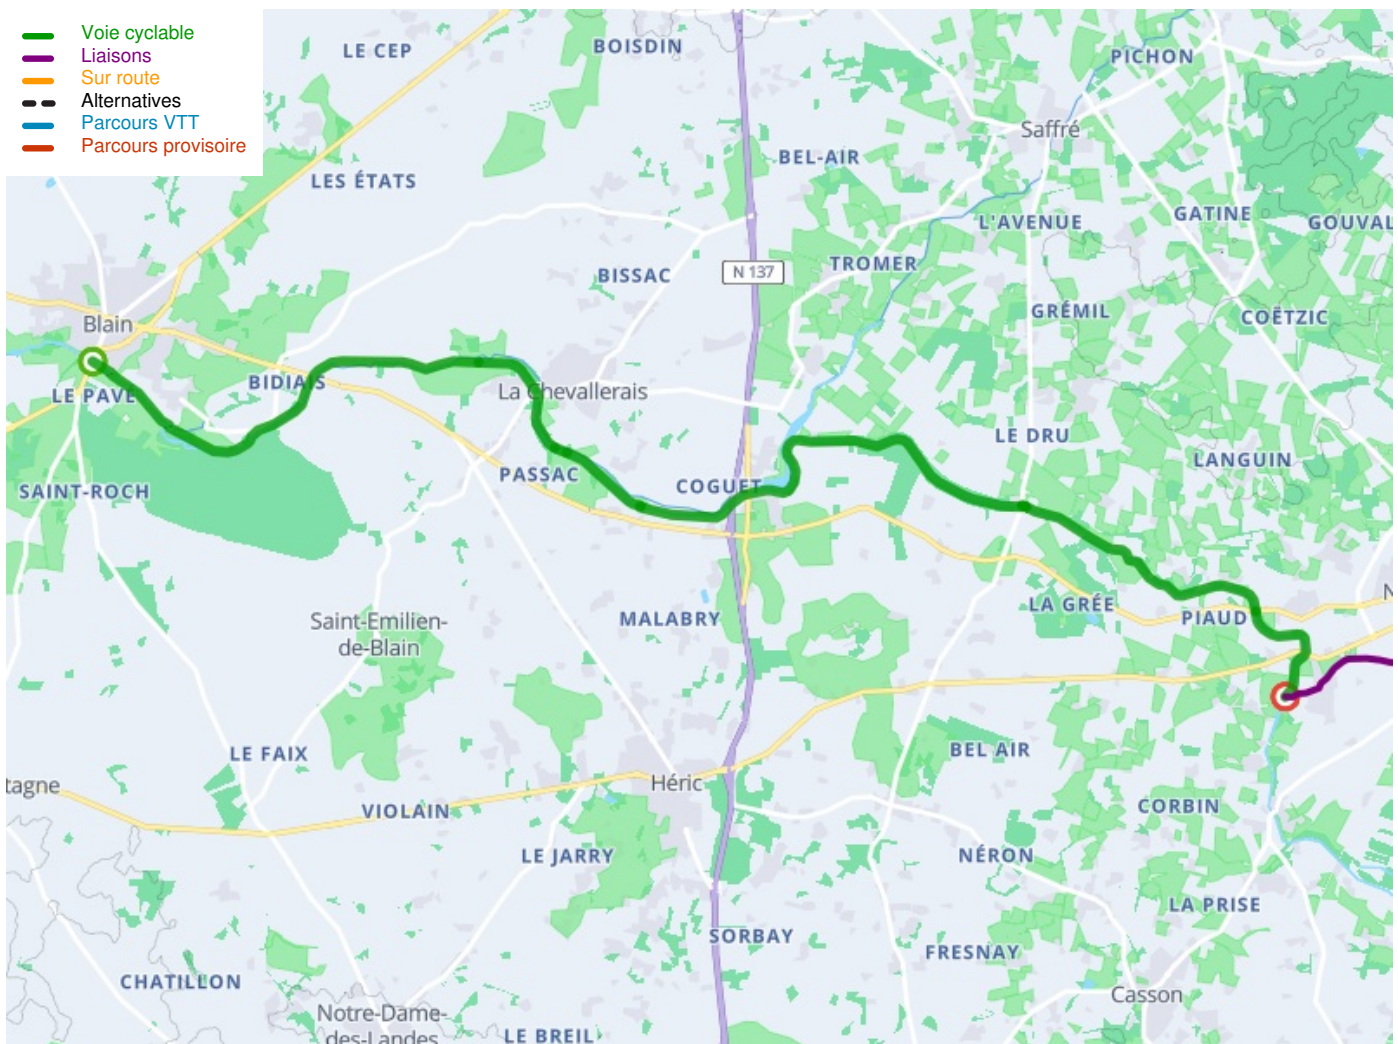 Voie cyclable
Liaisons
Sur route
Alternatives
Parcours VTT
Parcours provisoire
LE CEP
BOISDIN
PICHON
Saffré
BEL-AIR
LES ÉTATS
L'AVENUE
GATINE
GOUVAL
TROMER
BISSAC
N 137
GRÉMIL
COËTZIC
Blain
BIDIAIS
La Chevallerais
LE PAVÉ
LE DRU
LANGUIN
PASSAC
COGUET
SAINT-ROCH
N
LA GRÉE
PIAUD
MALABRY
Saint-Emilien-
de-Blain
BEL AIR
LE FAIX
Héric
tagne
CORBIN
VIOLAIN
LE JARRY
NÉRON
LA PRISE
SORBAY
FRESNAY
CHATILLON
Casson
Notre-Dame-
des-Landes
LE BREIL